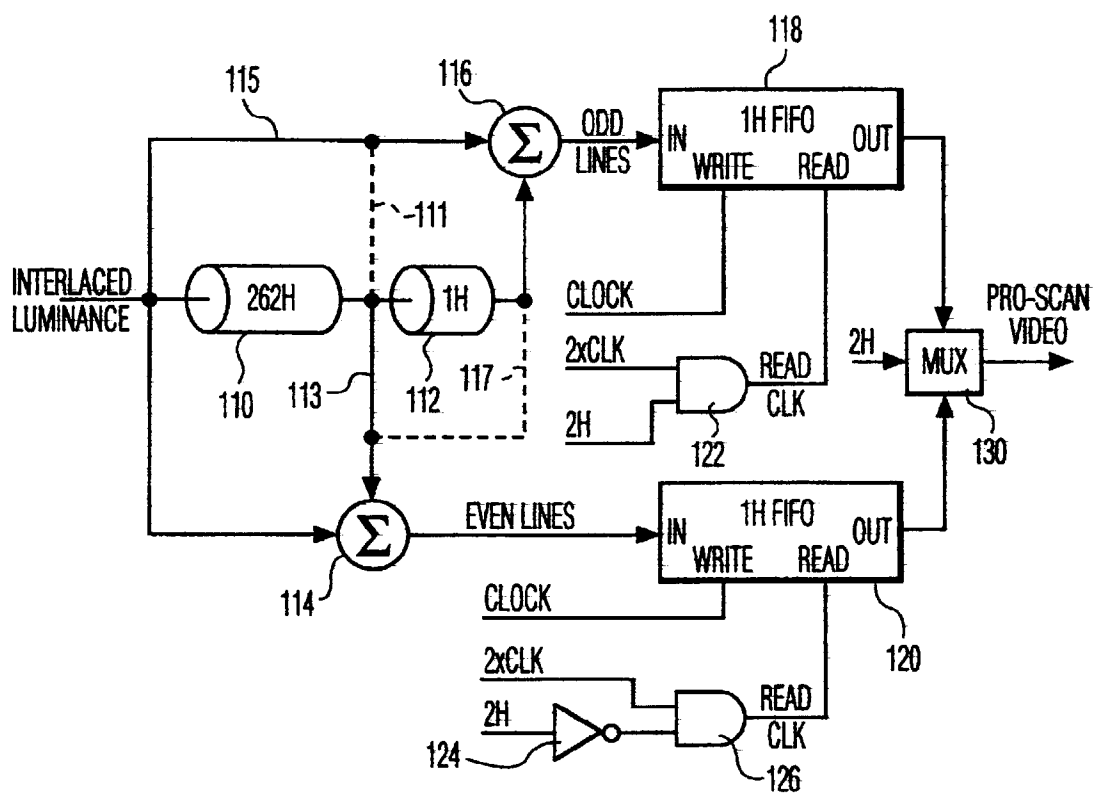 118
115
116
Σ
ODD
LINES
1H FIFO
IN
OUT
WRITE
READ
111
INTERLACED
LUMINANCE
262H
1H
110
113
112
117
CLOCK
2xCLK
2H
READ
CLK
122
2H
MUX
PRO-SCAN
VIDEO
130
Σ
114
EVEN LINES
1H FIFO
IN
OUT
WRITE
READ
120
CLOCK
2xCLK
2H
124
READ
CLK
126